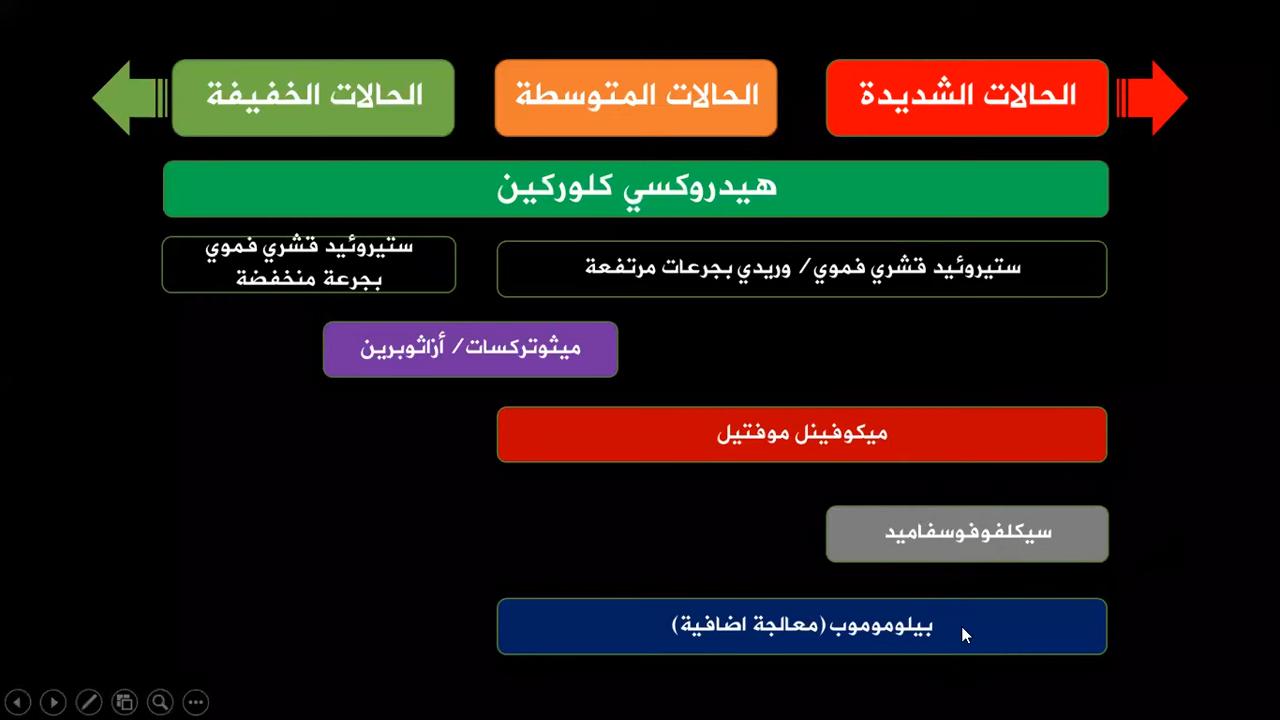 الحالات الشديدة
الحالات المتوسطة
الحالات الخفيفة
هيدروكسي كلوركين
ستيروئيد قشري فموي/ وريدي بجرعات مرتفعة
ستيروئيد قشري فموي
بجرعة منخفضة
ميثوتركسات/ أزاثوبرين
ميكوفينل موفتيل
سيكلفوفوسفاميد
بيلوموموب(معالجة اضافية)